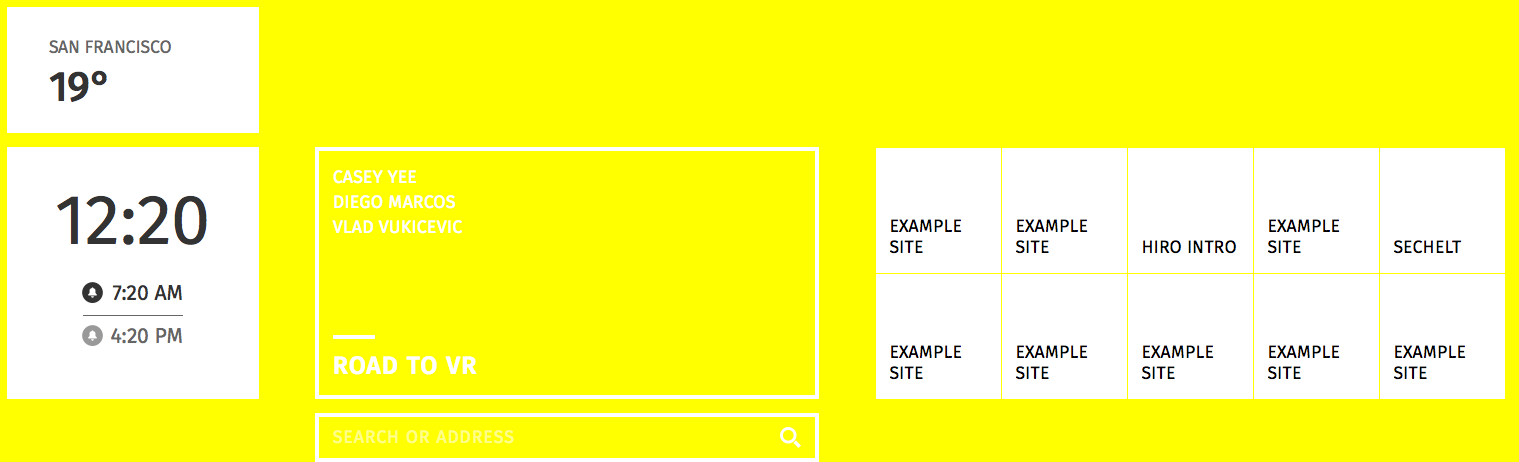 SAN FRANCISCO
19°
12:20
7:20 AM
4:20 PM
CASEY YEE
DIEGO MARCOS
VLAD VUKICEVIC
ROAD TO VR
SEARCH OR ADDRESS
EXAMPLE
SITE
EXAMPLE
SITE
HIRO INTRO
EXAMPLE
SITE
SECHELT
EXAMPLE
SITE
EXAMPLE
SITE
EXAMPLE
SITE
EXAMPLE
SITE
EXAMPLE
SITE